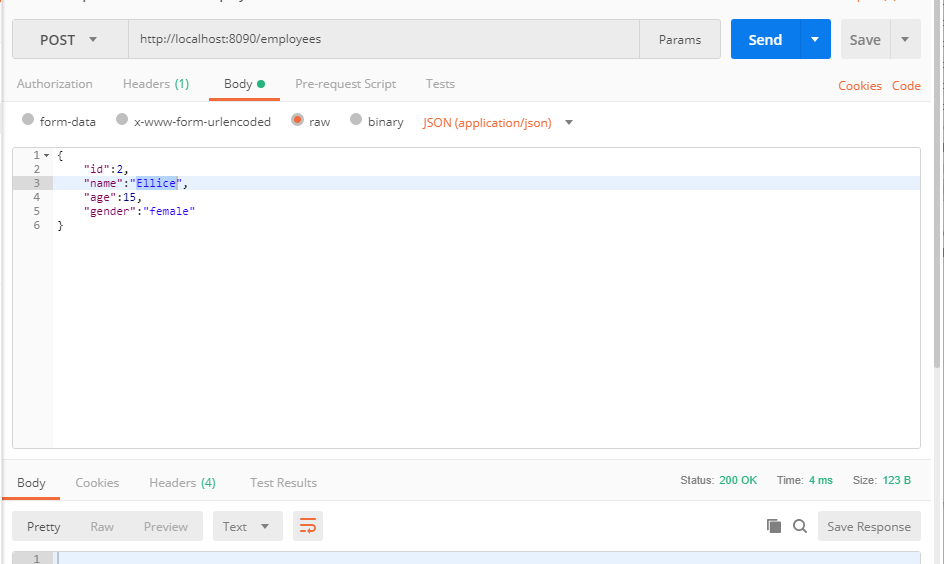 POST http://localhost:8090/employees Params Send Save
Authorization Headers (1) Body Pre-request Script Tests Cookies Code
form-data x-www-form-urlencoded raw binary JSON (application/json)
1 {
2 "id":2,
3 "name":"Ellice",
4 "age":15,
5 "gender":"female"
6 }
Body Cookies Headers (4) Test Results Status: 200 OK Time: 4 ms Size: 123 B
Pretty Raw Preview Text Save Response
1